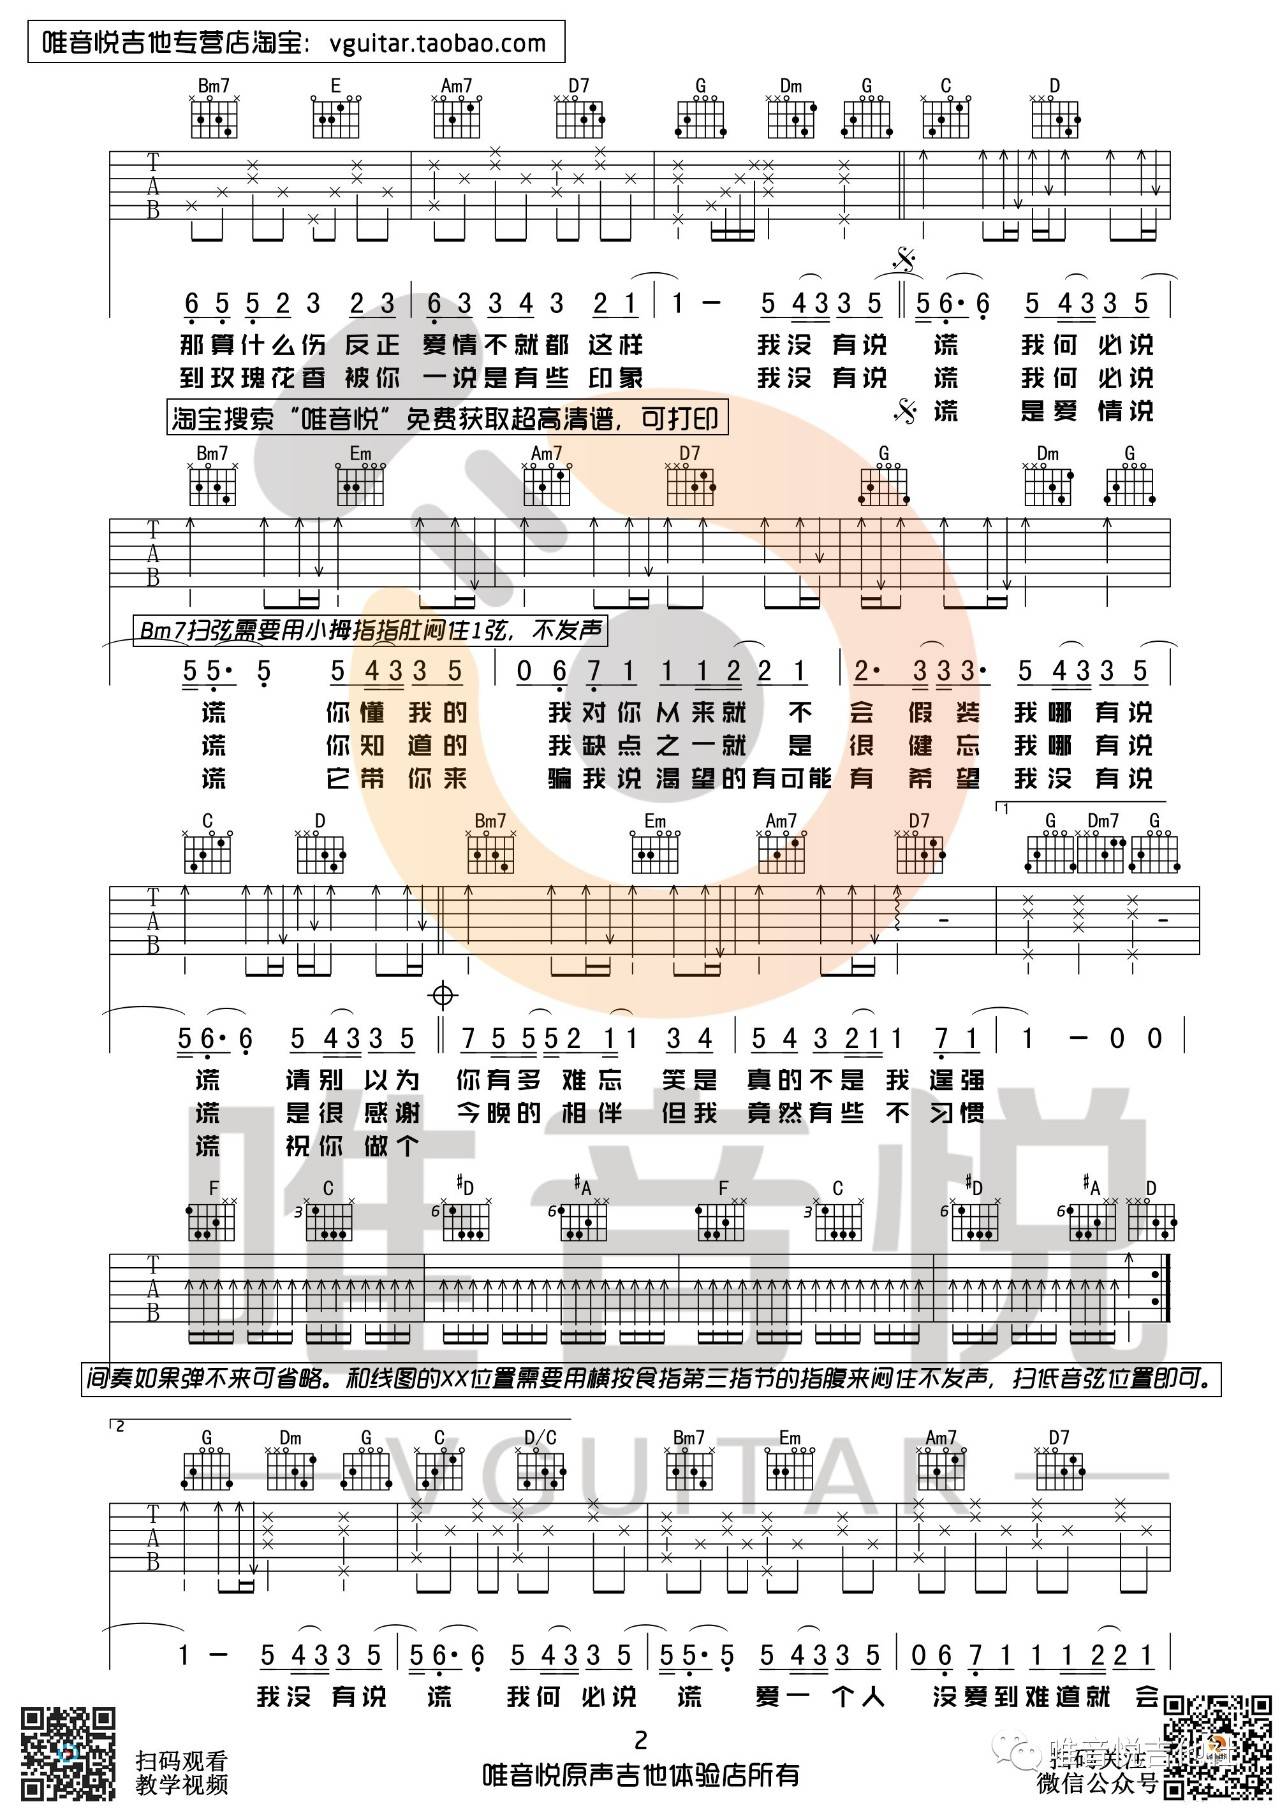 唯音悦吉他专营店淘宝：vguitar.taobao.com
Bm7 E Am7 D7 G Dm G C D
T
A
B
6 5 5 2 3 2 3 6 3 3 4 3 2 1 1 - 5 4 3 3 5 5 6· 6 5 4 3 3 5
那算什么伤 反正 爱情不就都 这样 我没 有说 谎 我何 必说
到玫瑰花香 被你 一说是有些 印象 我没 有说 谎 我何 必说
谎 是爱 情说
淘宝搜索“唯音悦”免费获取超高清谱，可打印
Bm7 Em Am7 D7 G Dm G
T
A
B
Bm7扫弦需要用小拇指指肚闷住1弦，不发声
5 5· 5 5 4 3 3 5 0 6 7 1 1 1 2 2 1 2· 3 3 3· 5 4 3 3 5
谎 你懂 我的 我对你从来就 不 会 假装 我哪 有说
谎 你知 道的 我缺点之一就 是 很 健忘 我哪 有说
谎 它带 你来 骗我说渴望的有可能 有 希望 我没 有说
C D Bm7 Em Am7 D7 1 G Dm7 G
T
A
B
5 6· 6 5 4 3 3 5 7 5 5 5 2 1 1 3 4 5 4 3 2 1 1 7 1 1 - 0 0
谎 请别 以为 你有多 难忘 笑是 真的不是我 逞强
谎 是很 感谢 今晚的 相伴 但我 竟然有些 不习惯
谎 祝你 做个
F C #D #A F C #D #A D
3 6 6 3 6 6
T
A
B
间奏如果弹不来可省略。和线图的XX位置需要用横按食指第三指节的指腹来闷住不发声，扫低音弦位置即可。
2 G Dm G C D/C Bm7 Em Am7 D7
T
A
B
1 - 5 4 3 3 5 5 6· 6 5 4 3 3 5 5 5· 5 5 4 3 3 5 0 6 7 1 1 1 2 2 1
我没 有说 谎 我何 必说 谎 爱一 个人 没爱到难道就 会
唯音悦
VGUITAR
扫码观看
教学视频
2
唯音悦原声吉他体验店所有
唯音悦吉他社
扫码关注
微信公众号